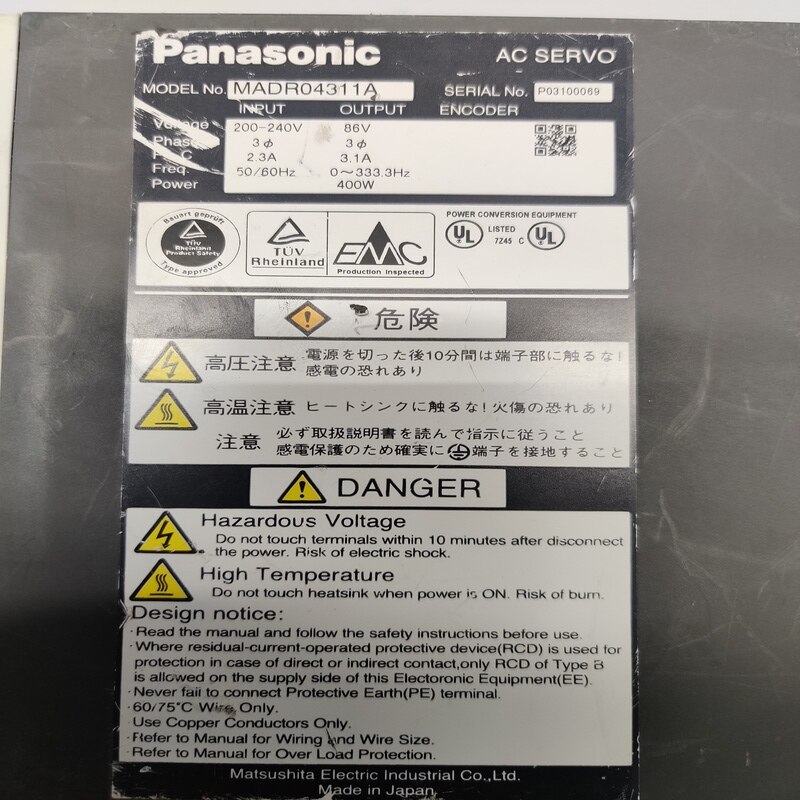 Panasonic AC SERVO
MODEL No. MADR04311A SERIAL No. P03100069
INPUT OUTPUT ENCODER
Voltage 200-240V 86V
Phase 3φ 3φ
F.L.C 2.3A 3.1A
Freq. 50/60Hz 0~333.3Hz
Power 400W
Bauart geprüft
TÜV
Rheinland
Product Safety
Type approved
TÜV
Rheinland
EMC
Production Inspected
POWER CONVERSION EQUIPMENT
UL LISTED UL
7Z45 C
危険
高圧注意 電源を切った後10分間は端子部に触るな!
感電の恐れあり
高温注意 ヒートシンクに触るな!火傷の恐れあり
注意 必ず取扱説明書を読んで指示に従うこと
感電保護のため確実に端子を接地すること
DANGER
Hazardous Voltage
Do not touch terminals within 10 minutes after disconnect
the power. Risk of electric shock.
High Temperature
Do not touch heatsink when power is ON. Risk of burn.
Design notice:
·Read the manual and follow the safety instructions before use.
·Where residual-current-operated protective device(RCD) is used for
protection in case of direct or indirect contact,only RCD of Type B
is allowed on the supply side of this Electoronic Equipment(EE).
·Never fail to connect Protective Earth(PE) terminal.
·60/75°C Wire Only.
·Use Copper Conductors Only.
·Refer to Manual for Wiring and Wire Size.
·Refer to Manual for Over Load Protection.
Matsushita Electric Industrial Co.,Ltd.
Made in Japan